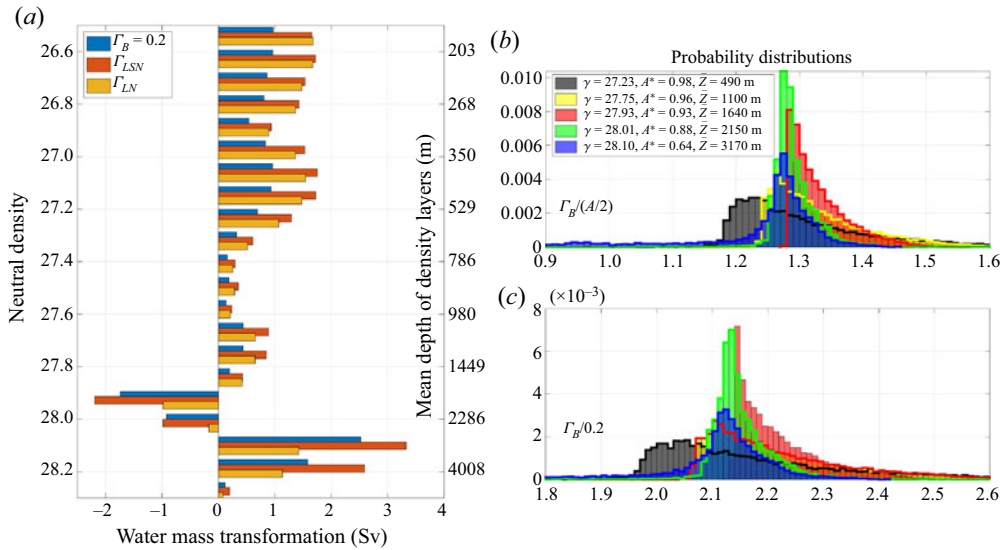 (a)
Γ_B = 0.2
Γ_LSN
Γ_LN
26.6
26.8
27.0
27.2
27.4
27.6
27.8
28.0
28.2
Neutral density
−2 −1 0 1 2 3 4
Water mass transformation (Sv)
203
268
350
529
786
980
1449
2286
4008
Mean depth of density layers (m)
(b)
Probability distributions
0.010
0.008
0.006
0.004
0.002
0
γ = 27.23, A* = 0.98, Z̄ = 490 m
γ = 27.75, A* = 0.96, Z̄ = 1100 m
γ = 27.93, A* = 0.93, Z̄ = 1640 m
γ = 28.01, A* = 0.88, Z̄ = 2150 m
γ = 28.10, A* = 0.64, Z̄ = 3170 m
Γ_B/(A/2)
0.9 1.0 1.1 1.2 1.3 1.4 1.5 1.6
(c)
(×10⁻³)
8
6
4
2
0
Γ_B/0.2
1.8 1.9 2.0 2.1 2.2 2.3 2.4 2.5 2.6